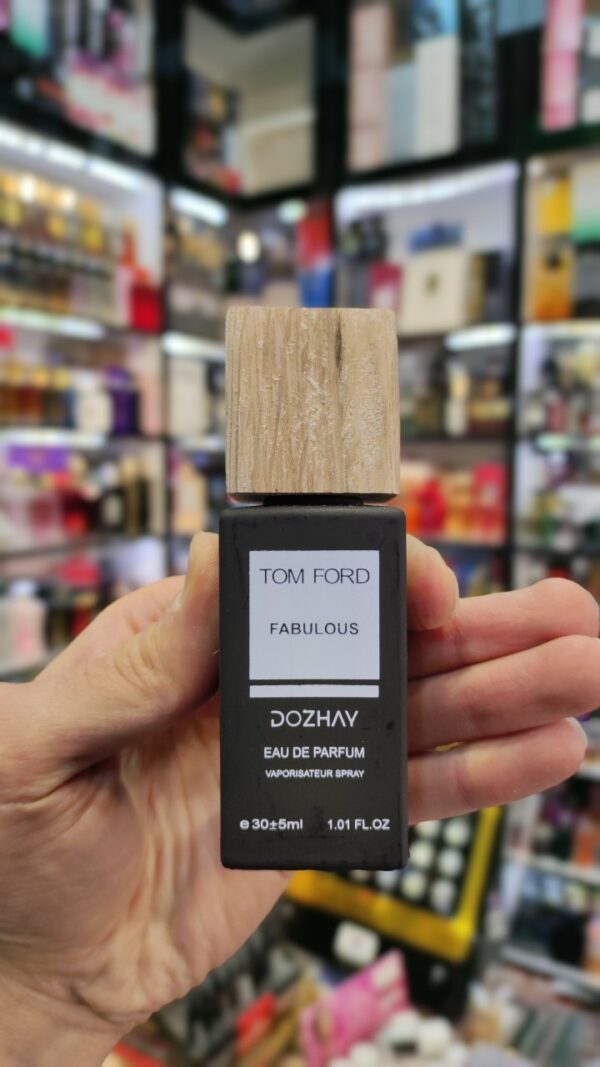 TOM FORD
FABULOUS
DOZHAY
EAU DE PARFUM
VAPORISATEUR SPRAY
e 30±5ml 1.01 FL.OZ